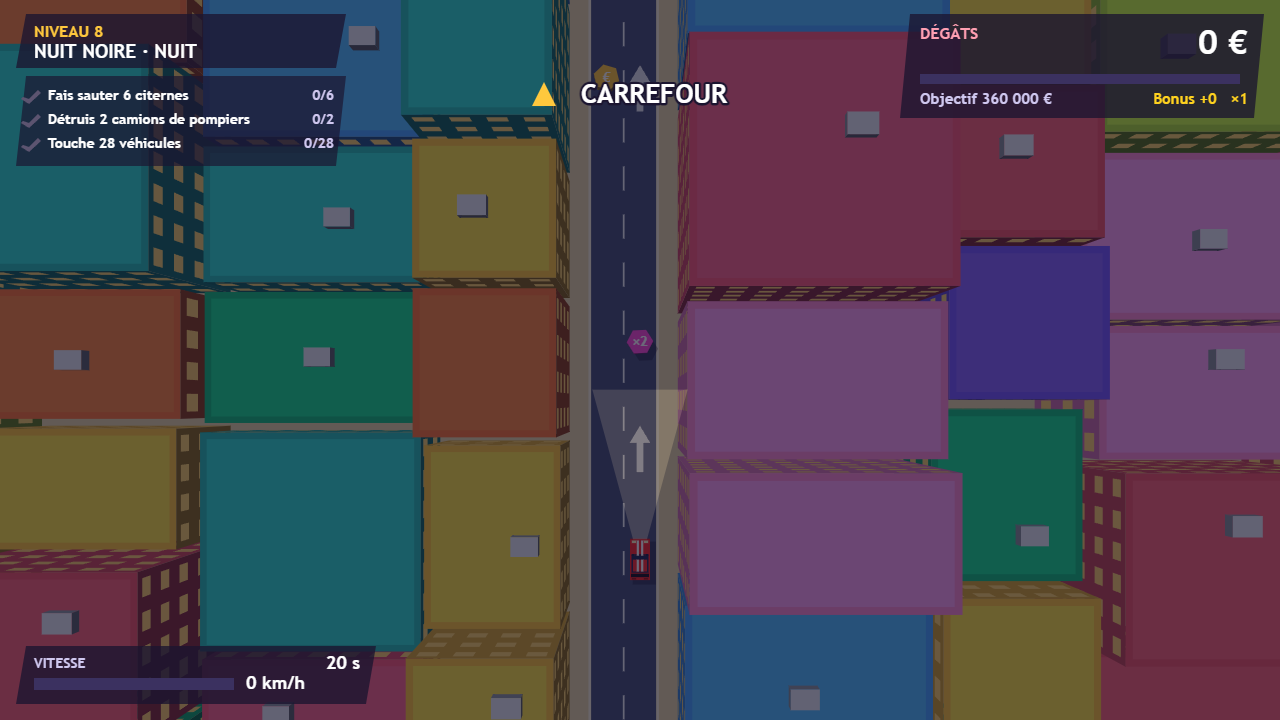 NIVEAU 8
NUIT NOIRE · NUIT
Fais sauter 6 citernes 0/6
Détruis 2 camions de pompiers 0/2
Touche 28 véhicules 0/28
€
CARREFOUR
DÉGÂTS 0 €
Objectif 360 000 € Bonus +0 ×1
×2
VITESSE 20 s
0 km/h